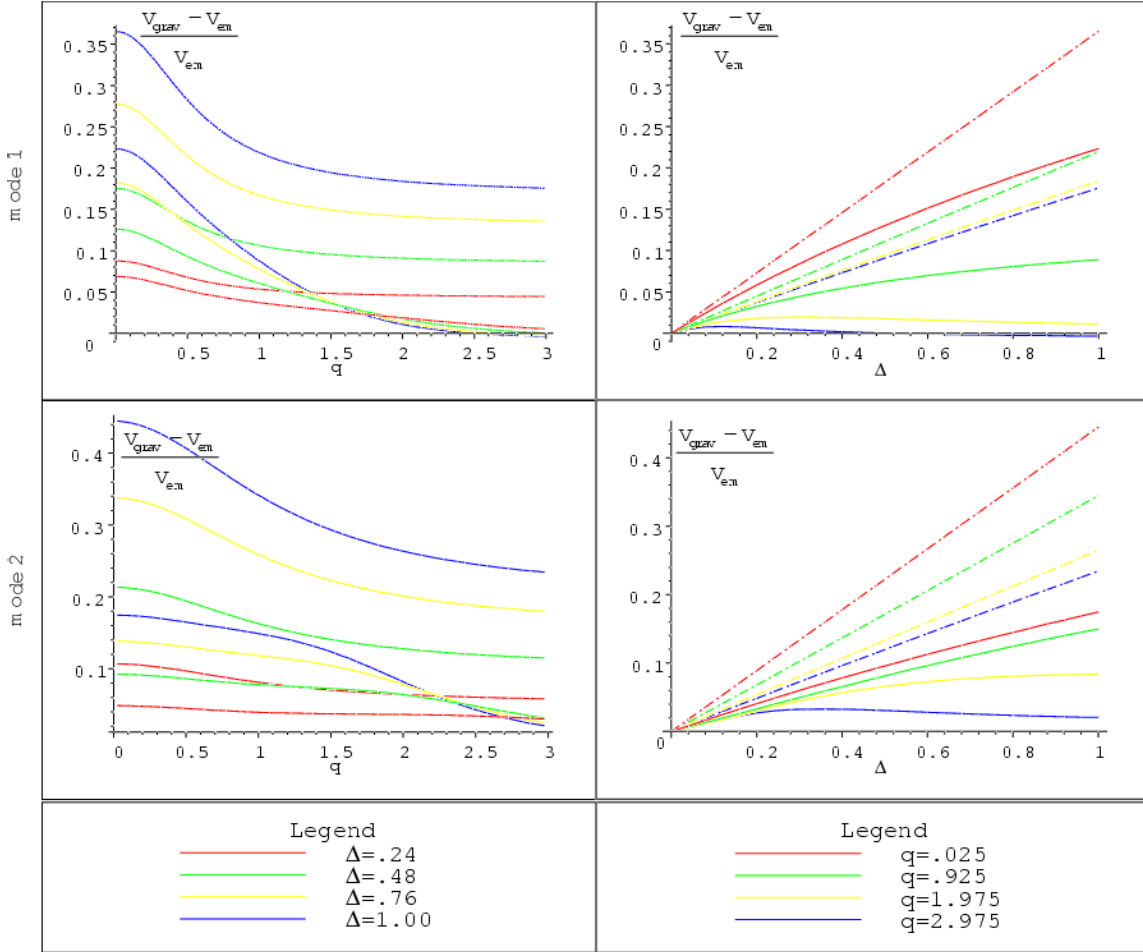 mode 1
V_grav − V_em
V_em
0.35
0.3
0.25
0.2
0.15
0.1
0.05
0
0.5 1 1.5 2 2.5 3
q
V_grav − V_em
V_em
0.35
0.3
0.25
0.2
0.15
0.1
0.05
0
0.2 0.4 0.6 0.8 1
Δ
mode 2
V_grav − V_em
V_em
0.4
0.3
0.2
0.1
0 0.5 1 1.5 2 2.5 3
q
V_grav − V_em
V_em
0.4
0.3
0.2
0.1
0
0.2 0.4 0.6 0.8 1
Δ
Legend
Δ=.24
Δ=.48
Δ=.76
Δ=1.00
Legend
q=.025
q=.925
q=1.975
q=2.975